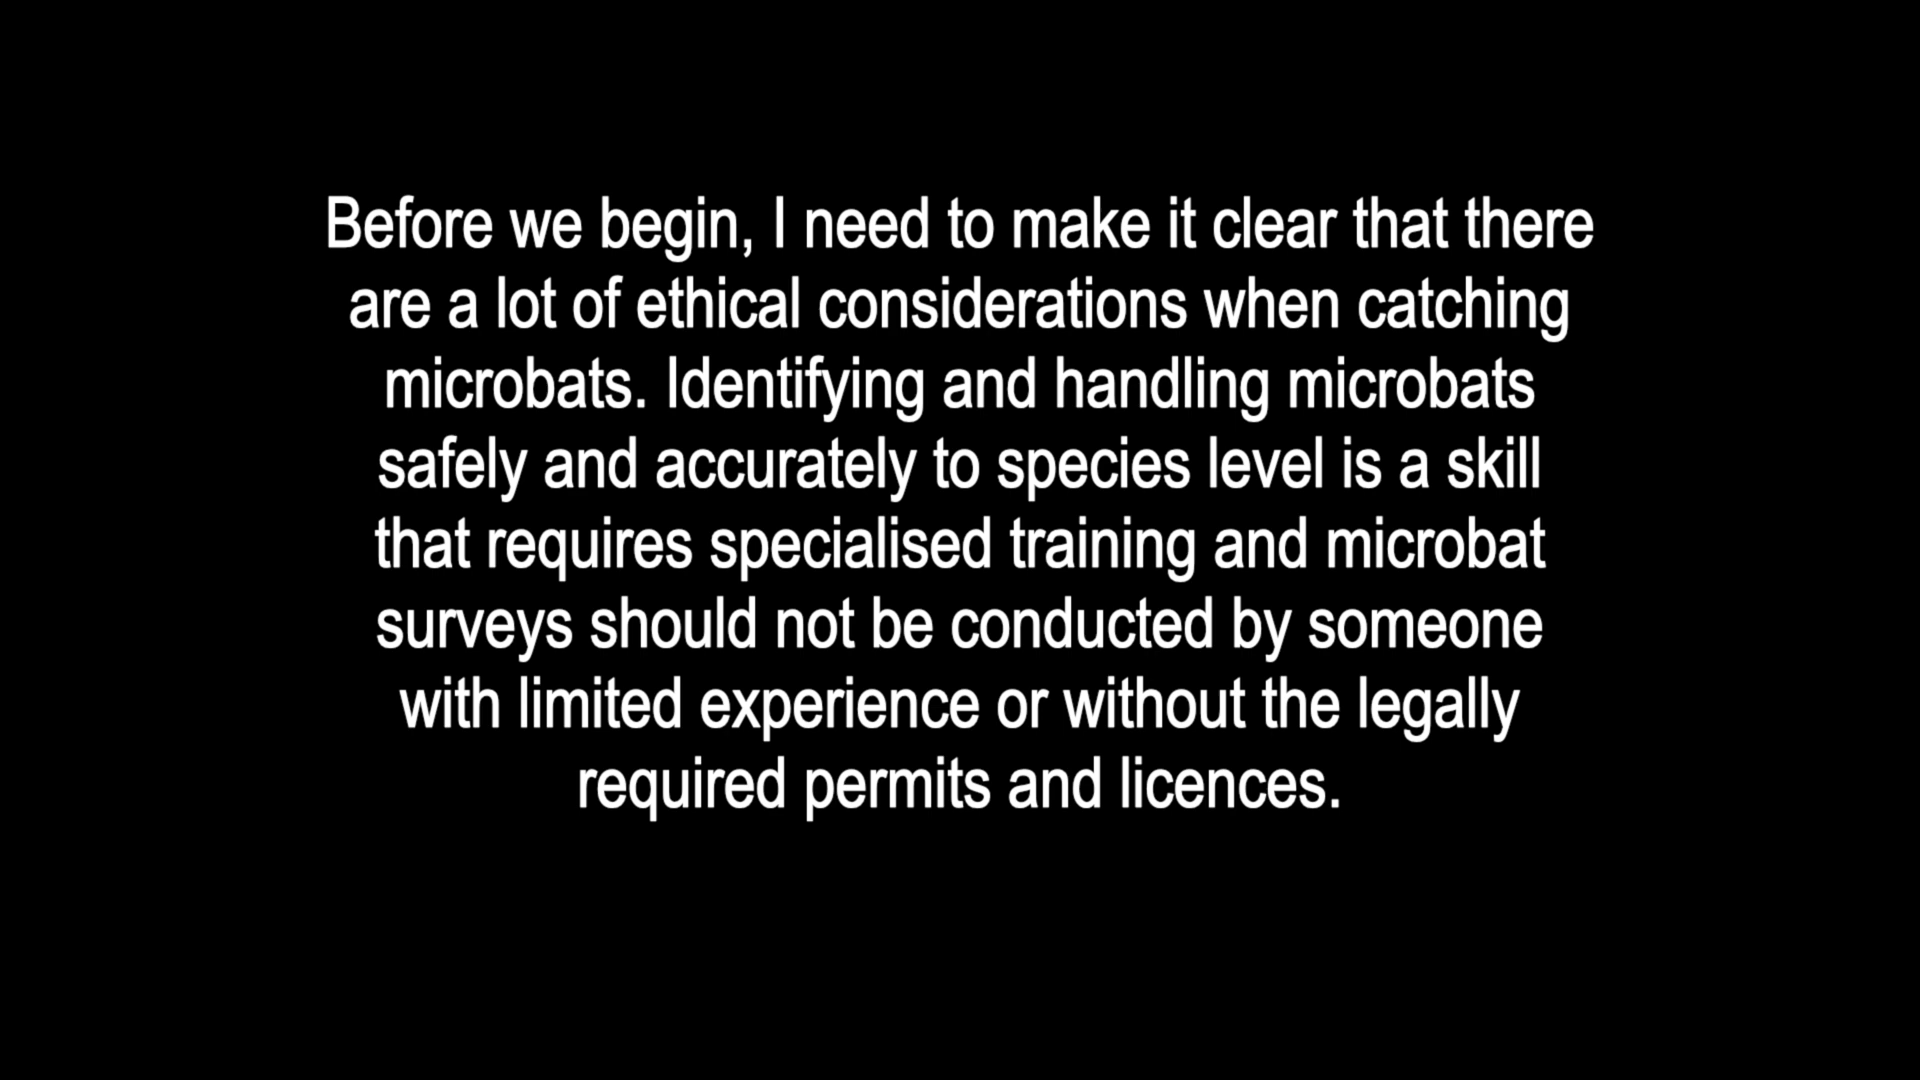 Before we begin, I need to make it clear that there
are a lot of ethical considerations when catching
microbats. Identifying and handling microbats
safely and accurately to species level is a skill
that requires specialised training and microbat
surveys should not be conducted by someone
with limited experience or without the legally
required permits and licences.